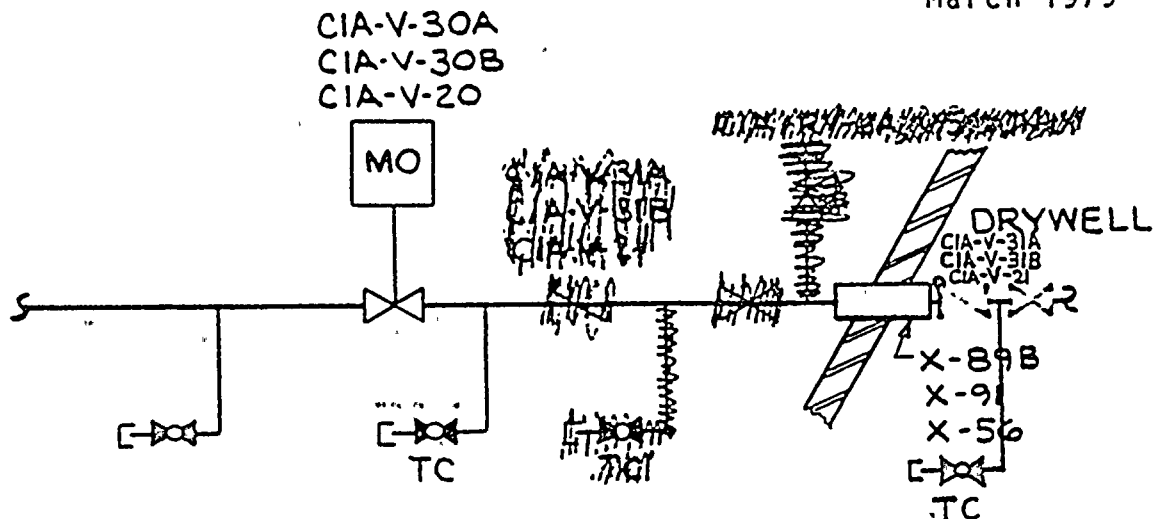 March 1979
CIA-V-30A
CIA-V-30B
CIA-V-20
MO
DRYWELL
CIA-V-31A
CIA-V-31B
CIA-V-21
X-89B
X-91
X-56
TC
TC